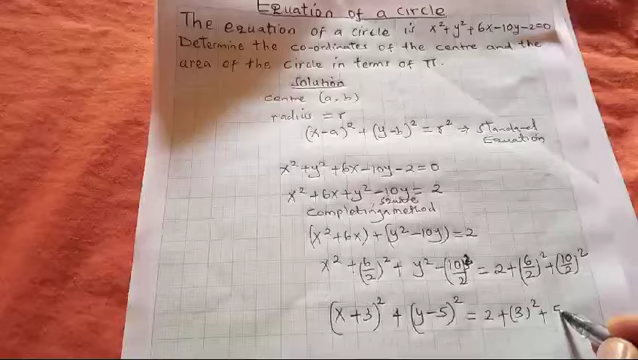 Equation of a circle
The equation of a circle is x²+y²+6x-10y-2=0
Determine the co-ordinates of the centre and the
area of the circle in terms of π.
Solution
centre (a, b)
radius = r
(x-a)²+(y-b)² = r² → standard Equation
x²+y²+6x-10y-2=0
x²+6x+y²-10y = 2
completing square method
(x²+6x)+(y²-10y)=2
x²+(6/2)²+ y²-(10/2)² = 2+(6/2)²+(10/2)²
(x+3)²+(y-5)² = 2+(3)²+5